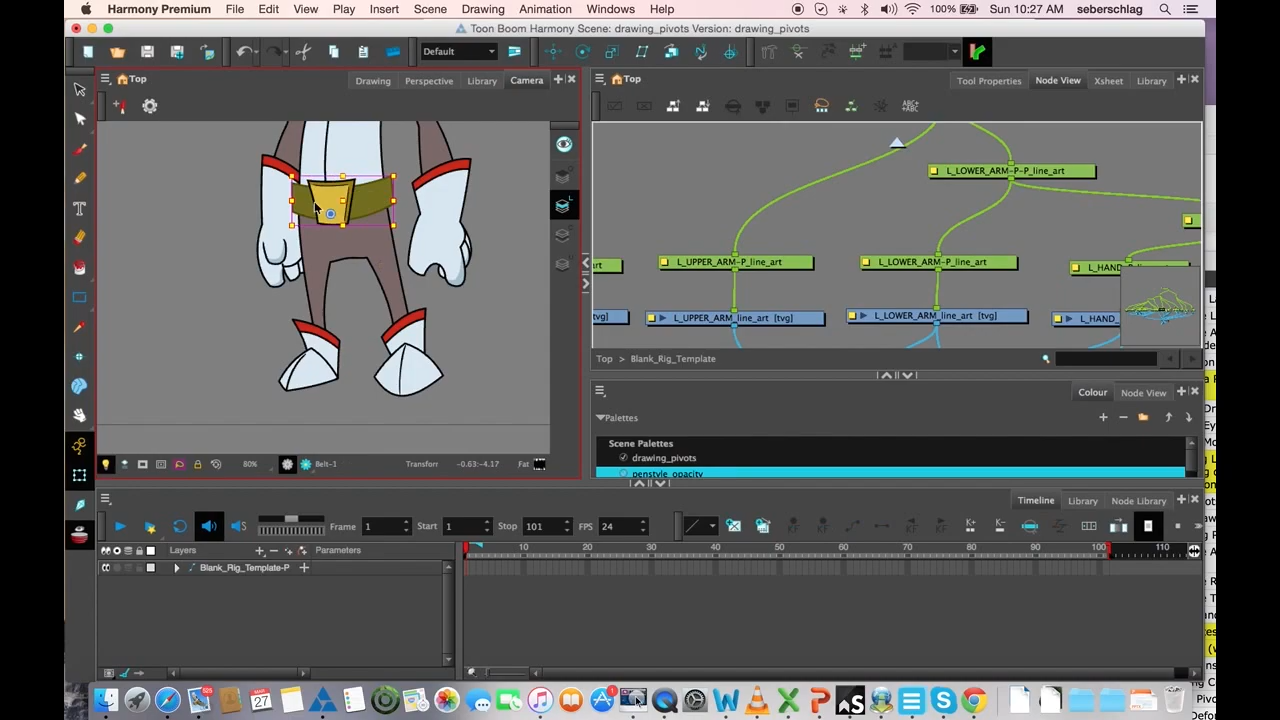 Harmony Premium File Edit View Play Insert Scene Drawing Animation Windows Help 100% Sun 10:27 AM seberschlag
Toon Boom Harmony Scene: drawing_pivots Version: drawing_pivots
Default
Top Drawing Perspective Library Camera
Top Tool Properties Node View Xsheet Library
L_LOWER_ARM-P-P_line_art
L_UPPER_ARM-P_line_art
L_LOWER_ARM-P_line_art
L_UPPER_ARM_line_art [tvg]
L_LOWER_ARM_line_art [tvg]
L_HAND_
Top > Blank_Rig_Template
Colour Node View
Palettes
Scene Palettes
drawing_pivots
penstyle_opacity
80% Belt-1 Transform -0.63:-4.17 Fat
Timeline Library Node Library
Frame 1 Start 1 Stop 101 FPS 24
Layers Parameters 10 20 30 40 50 60 70 80 90 100 110
Blank_Rig_Template-P